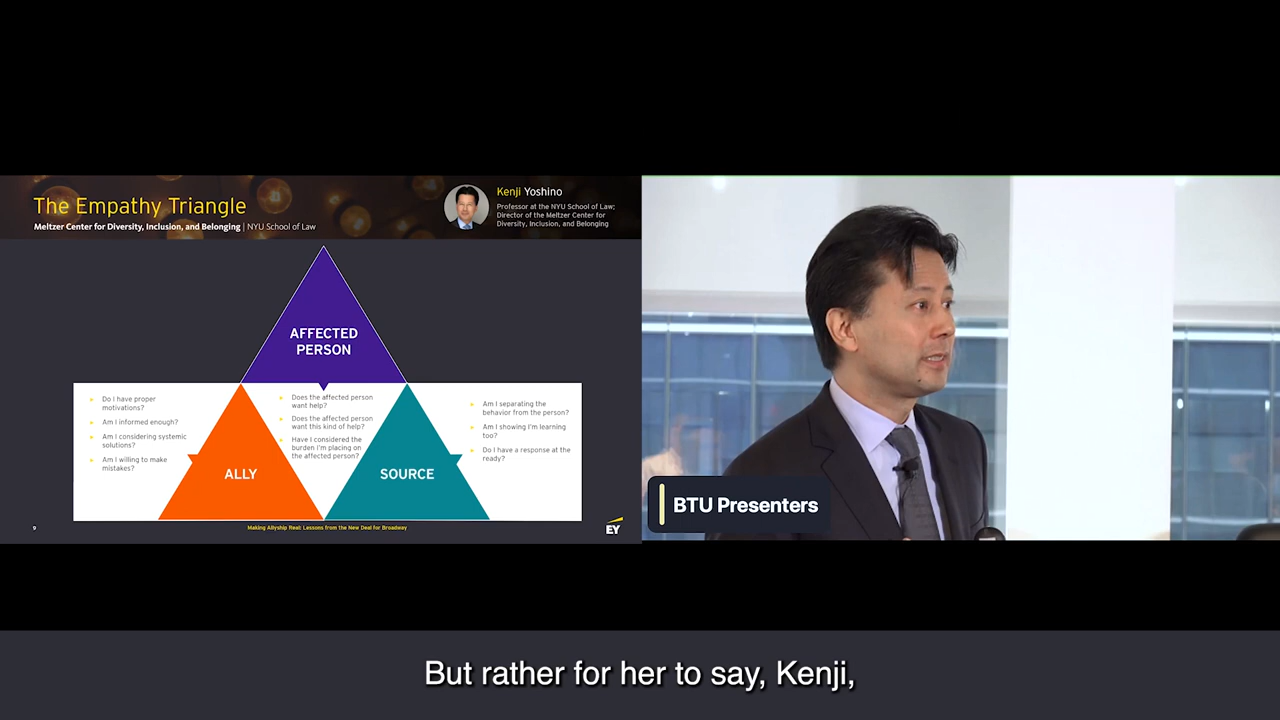 The Empathy Triangle
Meltzer Center for Diversity, Inclusion, and Belonging | NYU School of Law
Kenji Yoshino
Professor at the NYU School of Law;
Director of the Meltzer Center for
Diversity, Inclusion, and Belonging
AFFECTED
PERSON
Do I have proper
motivations?
Am I informed enough?
Am I considering systemic
solutions?
Am I willing to make
mistakes?
ALLY
Does the affected person
want help?
Does the affected person
want this kind of help?
Have I considered the
burden I'm placing on
the affected person?
SOURCE
Am I separating the
behavior from the person?
Am I showing I'm learning
too?
Do I have a response at the
ready?
9
Making Allyship Real: Lessons from the New Deal for Broadway
EY
BTU Presenters
But rather for her to say, Kenji,